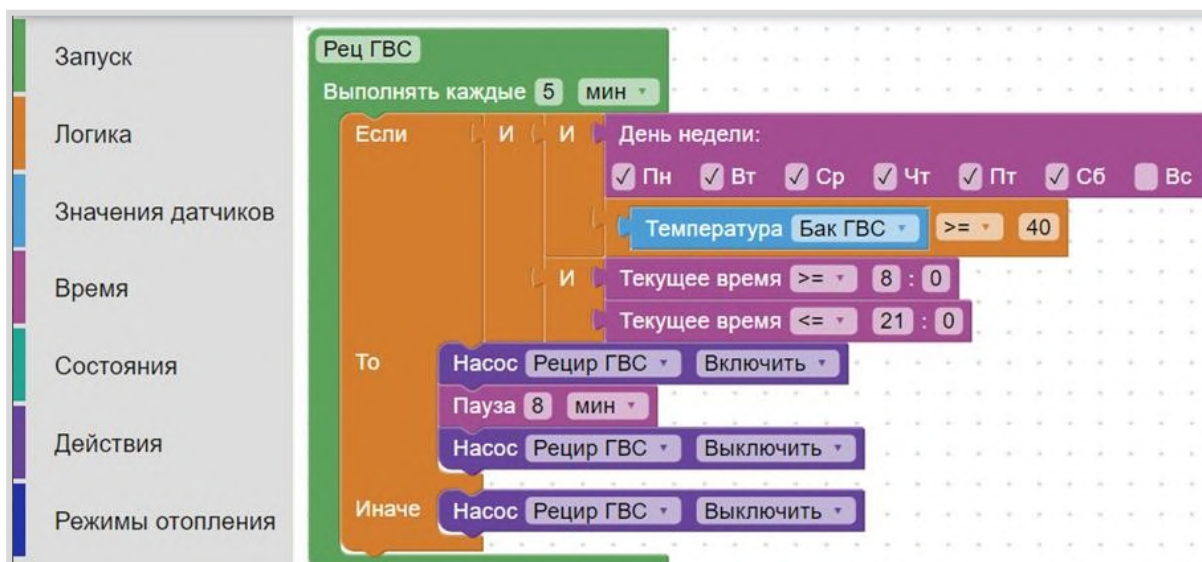 Запуск
Логика
Значения датчиков
Время
Состояния
Действия
Режимы отопления
Рец ГВС
Выполнять каждые 5 мин
Если И И День недели:
✓ Пн ✓ Вт ✓ Ср ✓ Чт ✓ Пт ✓ Сб Вс
Температура Бак ГВС >= 40
И Текущее время >= 8 : 0
Текущее время <= 21 : 0
То Насос Рецир ГВС Включить
Пауза 8 мин
Насос Рецир ГВС Выключить
Иначе Насос Рецир ГВС Выключить